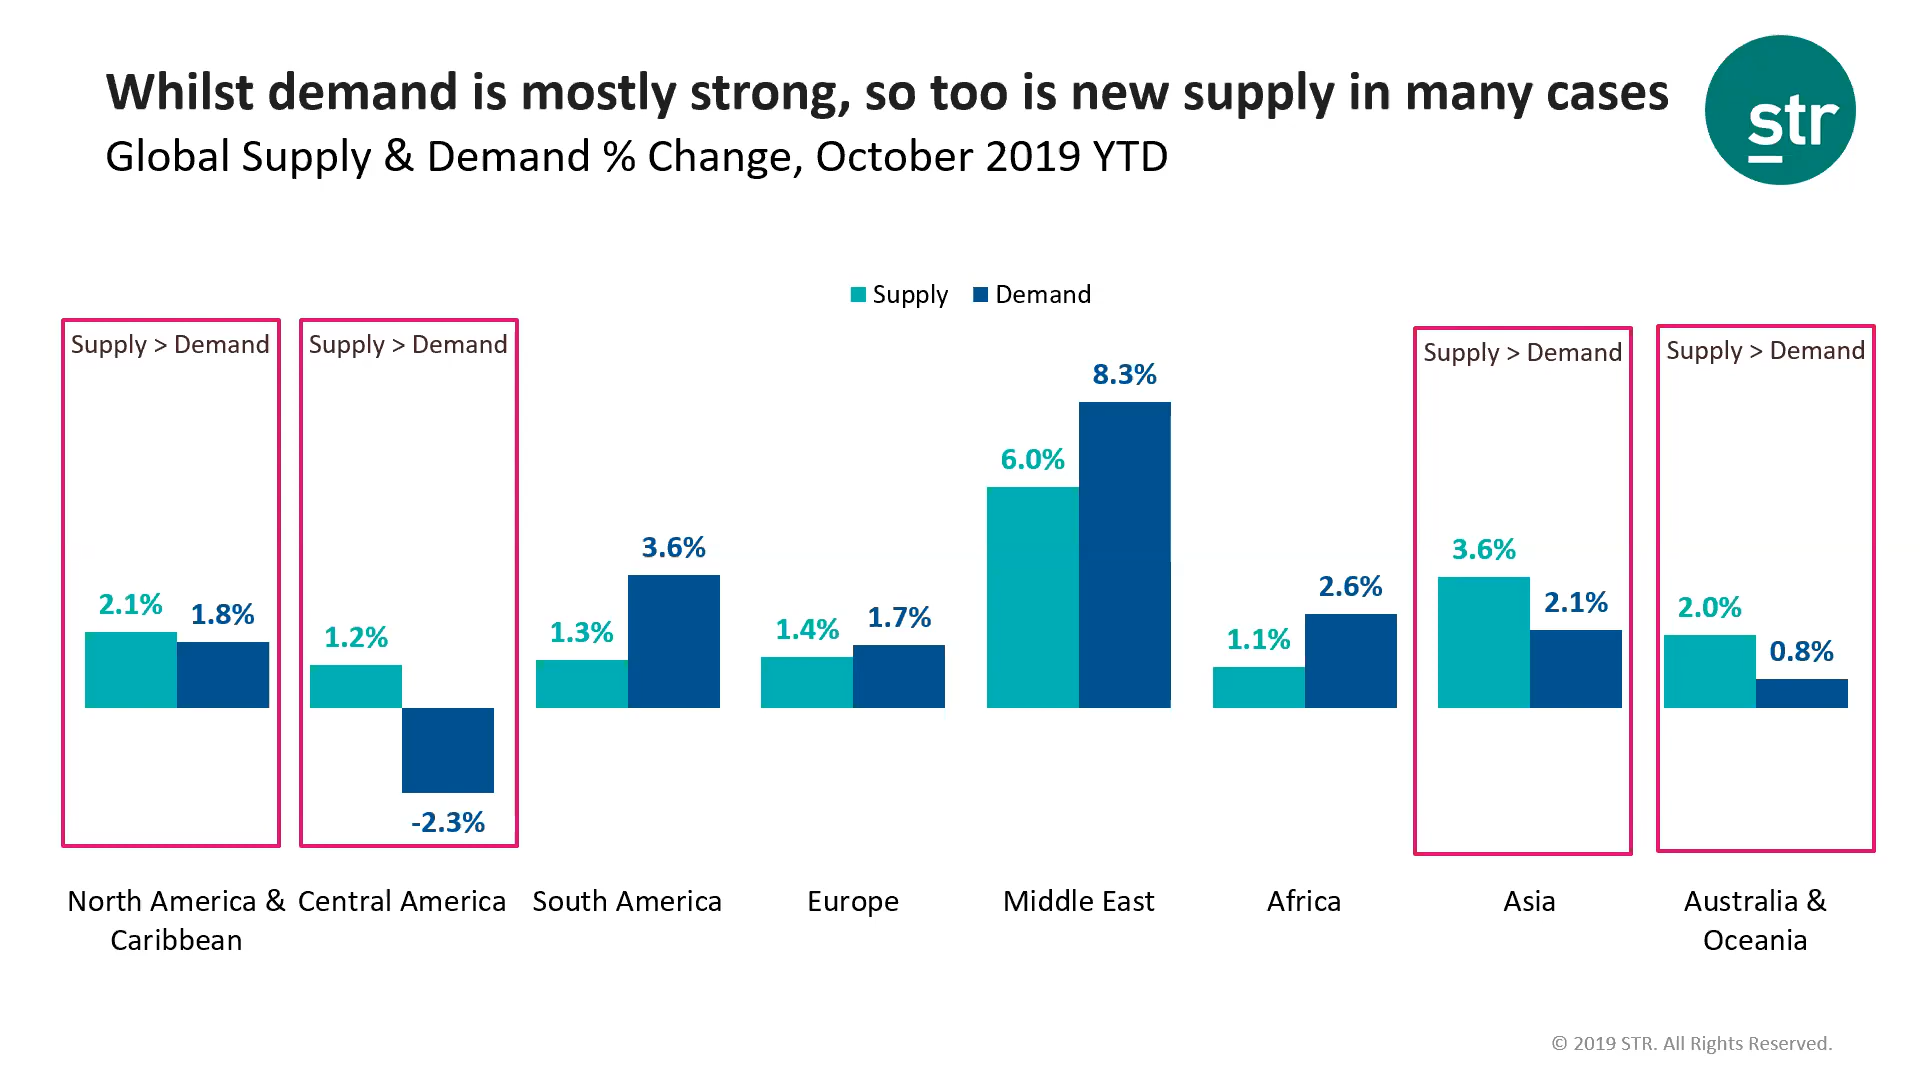 Whilst demand is mostly strong, so too is new supply in many cases
Global Supply & Demand % Change, October 2019 YTD
str
Supply
Demand
Supply > Demand
Supply > Demand
Supply > Demand
Supply > Demand
2.1%
1.8%
1.2%
-2.3%
1.3%
3.6%
1.4%
1.7%
6.0%
8.3%
1.1%
2.6%
3.6%
2.1%
2.0%
0.8%
North America &
Caribbean
Central America
South America
Europe
Middle East
Africa
Asia
Australia &
Oceania
© 2019 STR. All Rights Reserved.